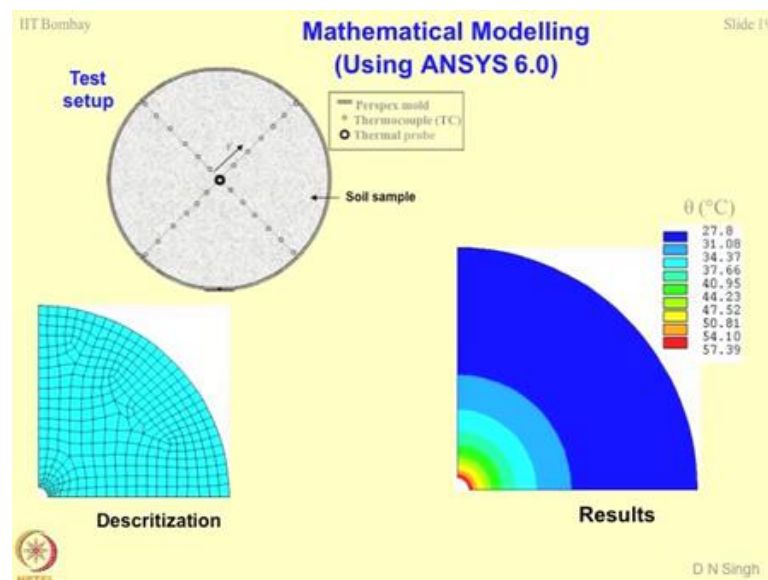 IIT Bombay
Mathematical Modelling
Slide 19
(Using ANSYS 6.0)
Test
setup
Perspex mold
Thermocouple (TC)
Thermal probe
r
Soil sample
θ (°C)
27.8
31.08
34.37
37.66
40.95
44.23
47.52
50.81
54.10
57.39
Descritization
Results
NPTEL
D N Singh